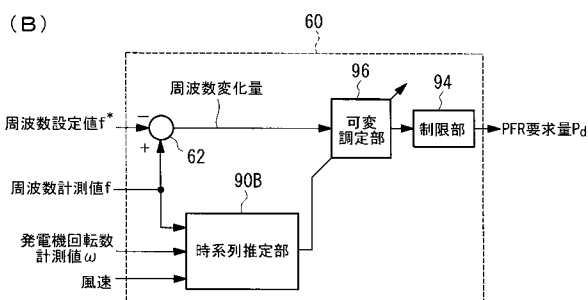 (B)
60
周波数設定値f*
−
+
62
周波数変化量
96
可変
調定部
94
制限部
PFR要求量Pd
周波数計測値f
90B
時系列推定部
発電機回転数
計測値ω
風速